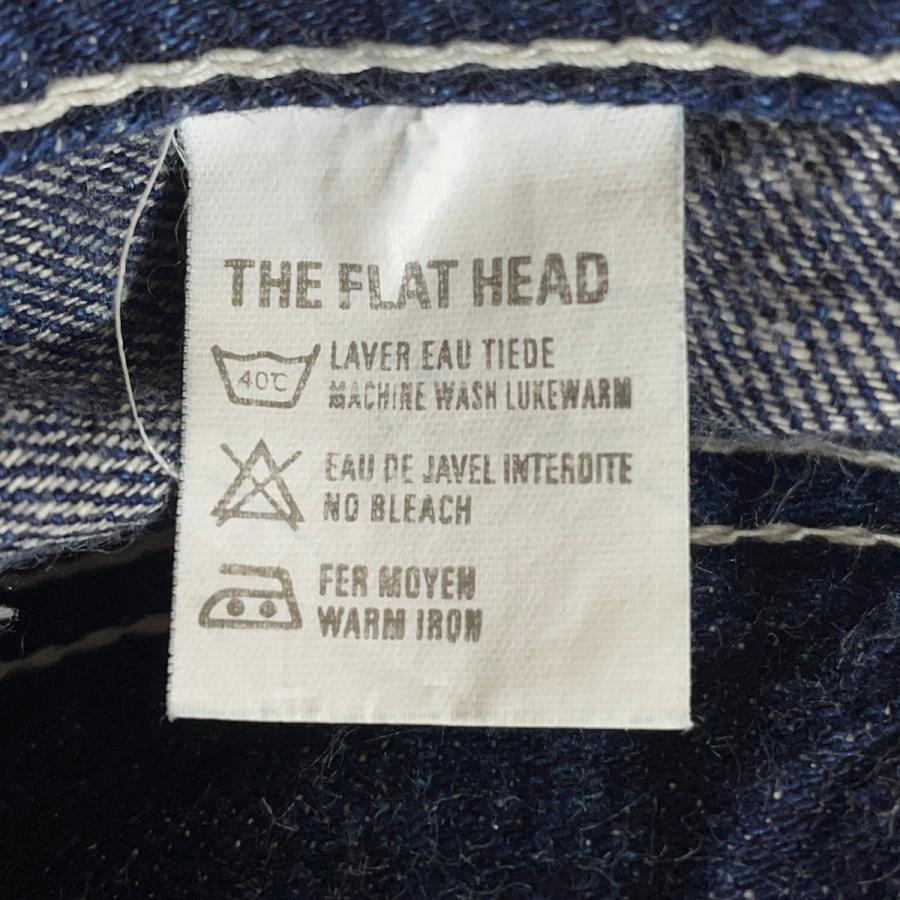 THE FLAT HEAD
40℃
LAVER EAU TIEDE
MACHINE WASH LUKEWARM
EAU DE JAVEL INTERDITE
NO BLEACH
FER MOYEN
WARM IRON